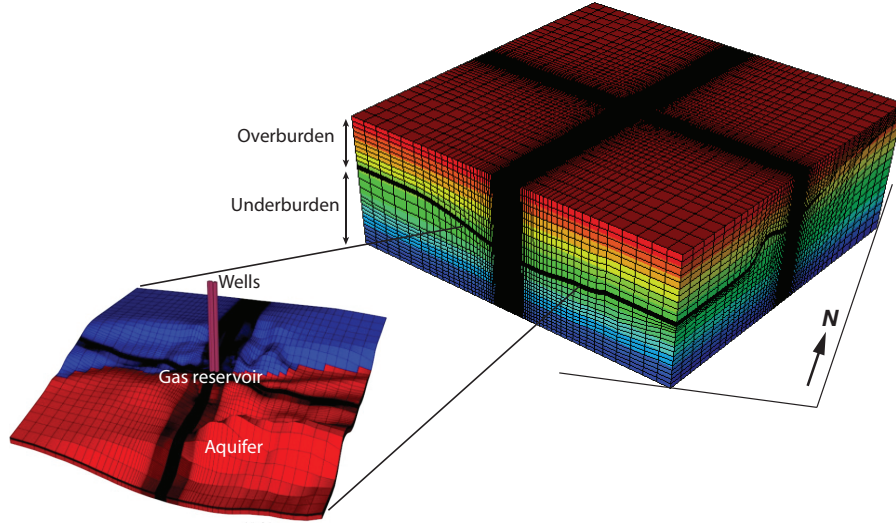 Overburden
Underburden
Wells
Gas reservoir
Aquifer
N